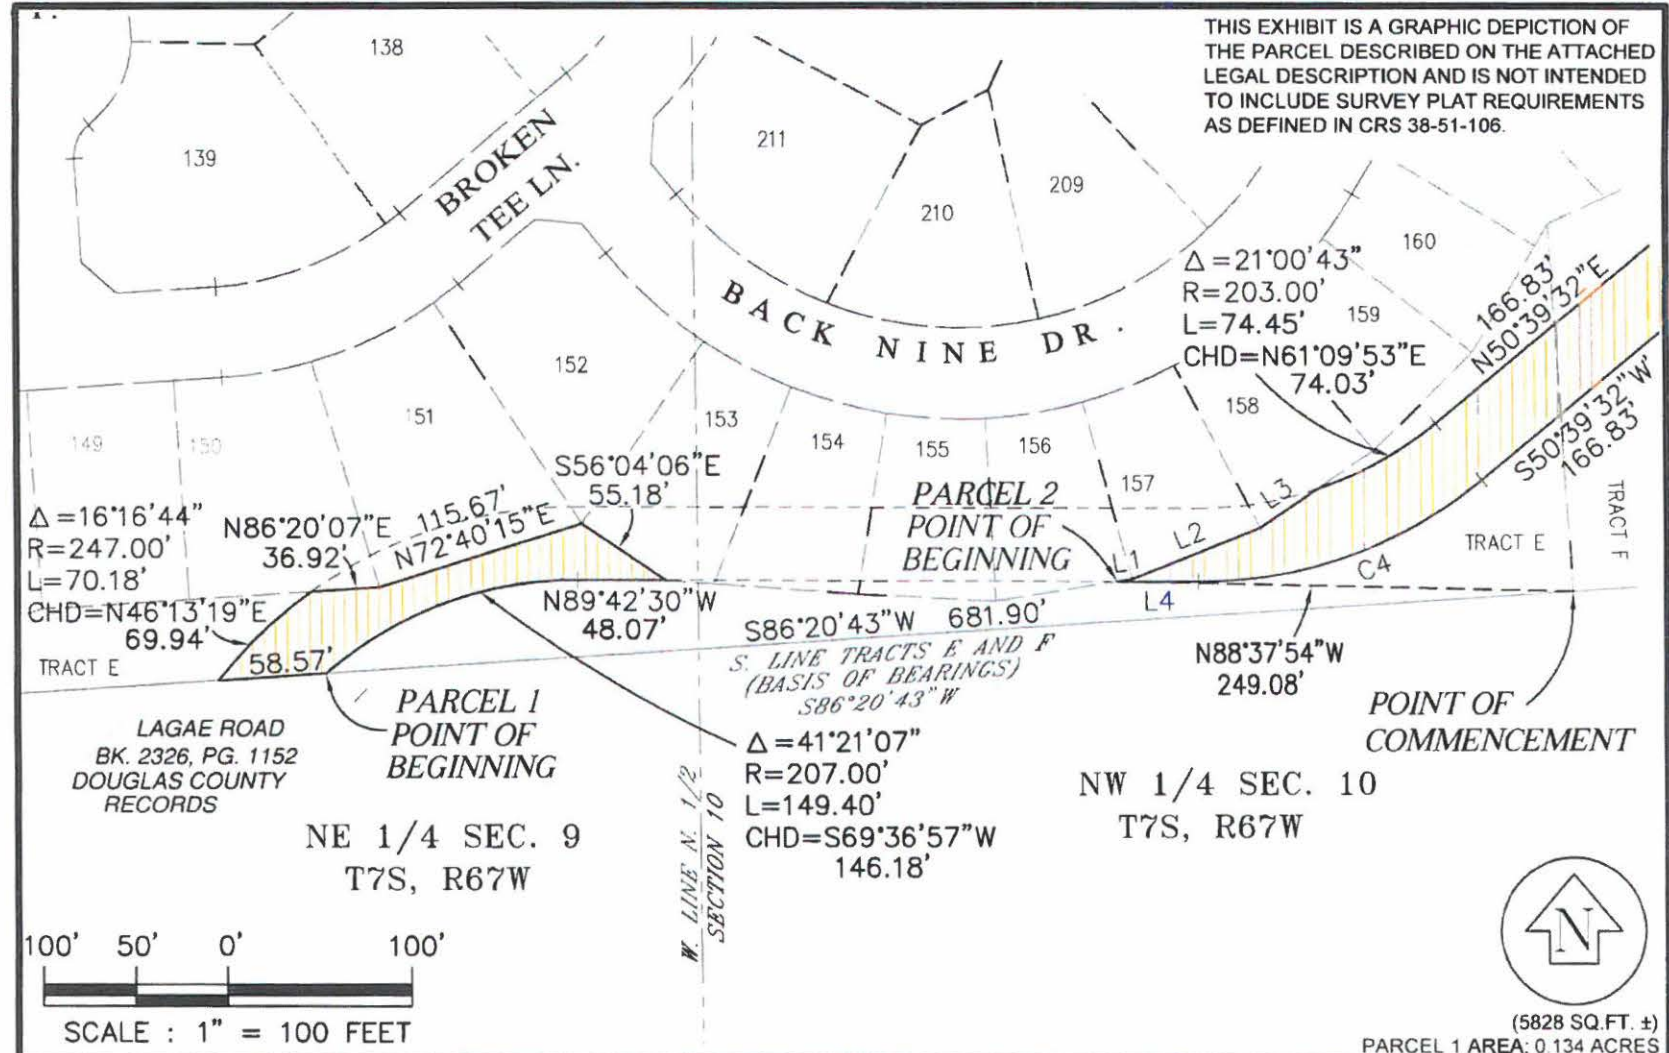 THIS EXHIBIT IS A GRAPHIC DEPICTION OF
THE PARCEL DESCRIBED ON THE ATTACHED
LEGAL DESCRIPTION AND IS NOT INTENDED
TO INCLUDE SURVEY PLAT REQUIREMENTS
AS DEFINED IN CRS 38-51-106.
138
139
BROKEN
TEE LN.
211
210
209
160
Δ=21°00'43"
R=203.00'
L=74.45'
CHD=N61°09'53"E
74.03'
159
166.83'
N50°39'32"E
S50°39'32"W
166.83'
BACK NINE DR.
149
150
151
152
153
154
155
156
157
158
S56°04'06"E
55.18'
115.67'
N72°40'15"E
N86°20'07"E
36.92'
Δ=16°16'44"
R=247.00'
L=70.18'
CHD=N46°13'19"E
69.94'
PARCEL 2
POINT OF
BEGINNING
L1
L2
L3
L4
C4
TRACT E
TRACT F
N89°42'30"W
48.07'
58.57'
TRACT E
S86°20'43"W 681.90'
S. LINE TRACTS E AND F
(BASIS OF BEARINGS)
S86°20'43"W
N88°37'54"W
249.08'
POINT OF
COMMENCEMENT
PARCEL 1
POINT OF
BEGINNING
LAGAE ROAD
BK. 2326, PG. 1152
DOUGLAS COUNTY
RECORDS
Δ=41°21'07"
R=207.00'
L=149.40'
CHD=S69°36'57"W
146.18'
NE 1/4 SEC. 9
T7S, R67W
W. LINE N. 1/2
SECTION 10
NW 1/4 SEC. 10
T7S, R67W
100' 50' 0' 100'
SCALE : 1" = 100 FEET
N
(5828 SQ.FT. ±)
PARCEL 1 AREA: 0.134 ACRES